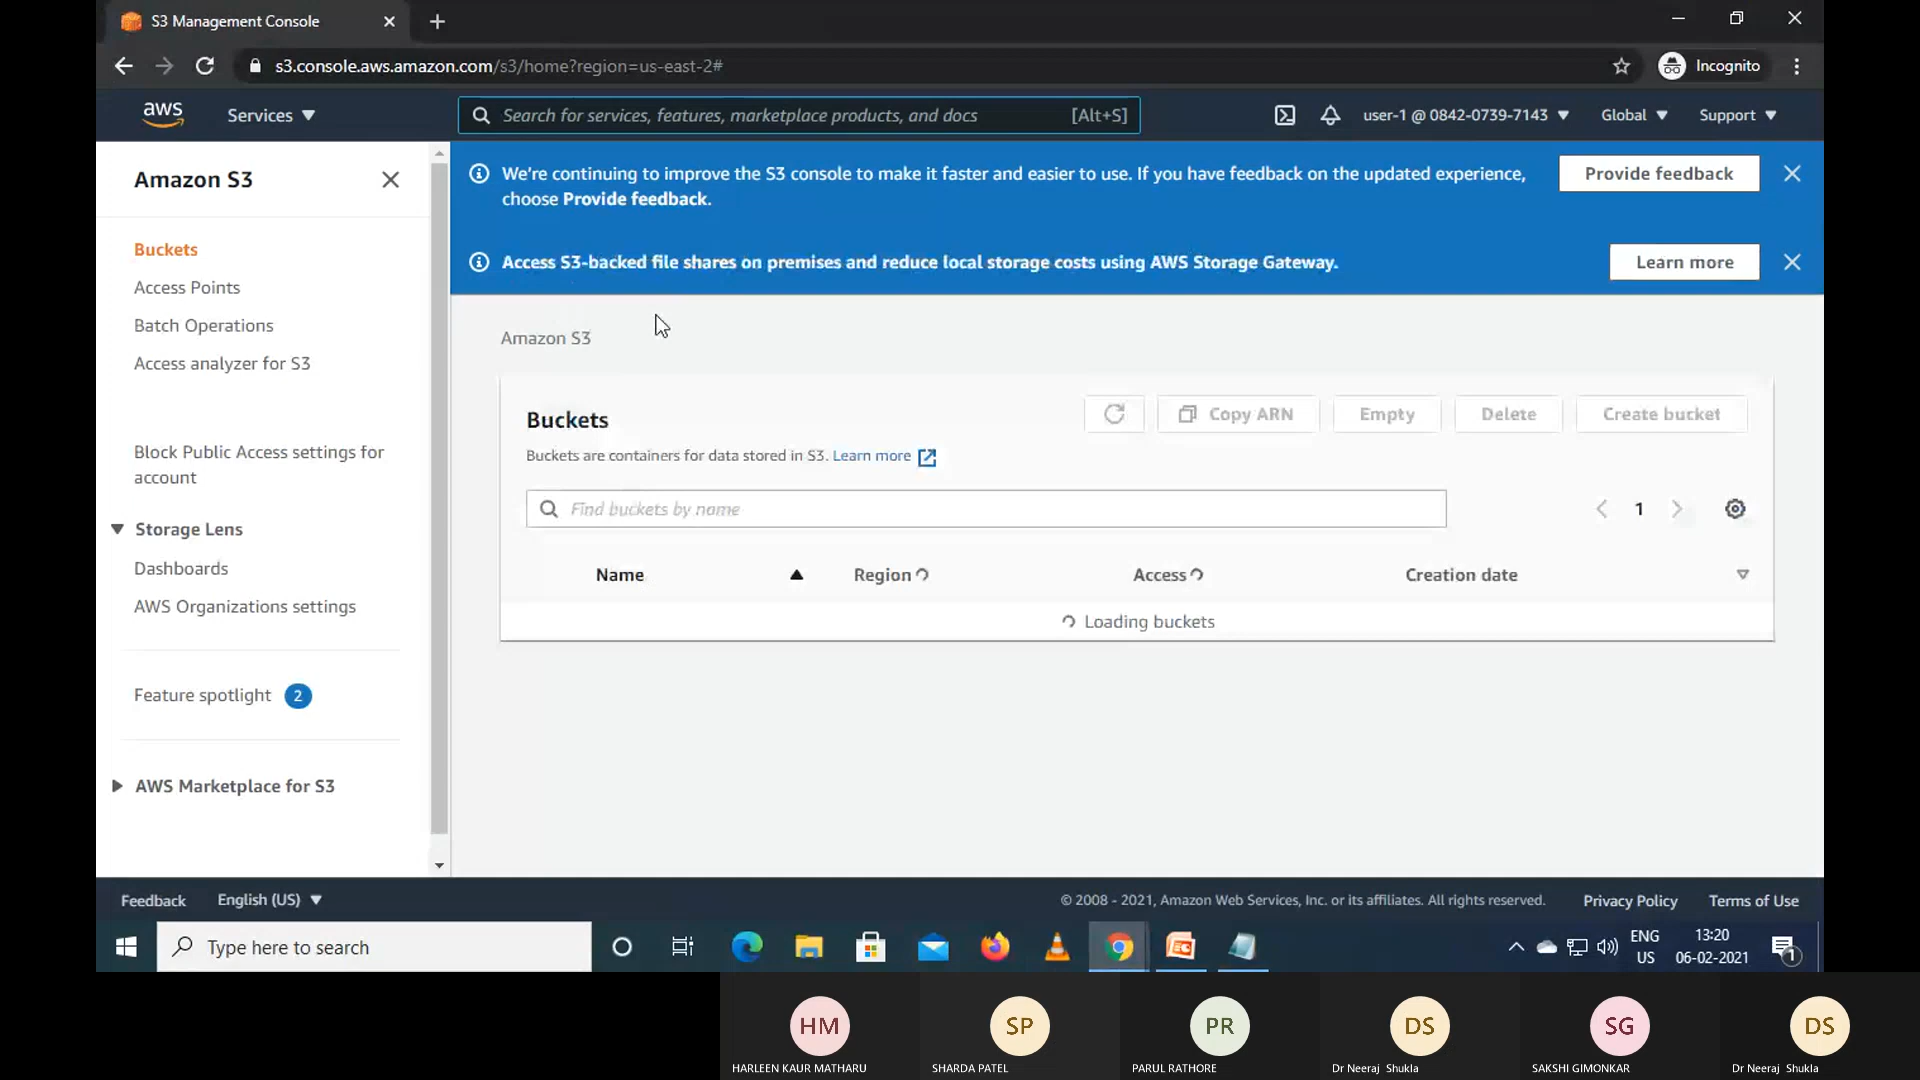 S3 Management Console
s3.console.aws.amazon.com/s3/home?region=us-east-2#
Incognito
aws
Services
Search for services, features, marketplace products, and docs
[Alt+S]
user-1 @ 0842-0739-7143
Global
Support
Amazon S3
Buckets
Access Points
Batch Operations
Access analyzer for S3
Block Public Access settings for
account
Storage Lens
Dashboards
AWS Organizations settings
Feature spotlight 2
AWS Marketplace for S3
We're continuing to improve the S3 console to make it faster and easier to use. If you have feedback on the updated experience,
choose Provide feedback.
Provide feedback
Access S3-backed file shares on premises and reduce local storage costs using AWS Storage Gateway.
Learn more
Amazon S3
Buckets
Copy ARN
Empty
Delete
Create bucket
Buckets are containers for data stored in S3. Learn more
Find buckets by name
1
Name
Region
Access
Creation date
Loading buckets
Feedback
English (US)
© 2008 - 2021, Amazon Web Services, Inc. or its affiliates. All rights reserved.
Privacy Policy
Terms of Use
Type here to search
ENG
US
13:20
06-02-2021
1
HM
SP
PR
DS
SG
DS
HARLEEN KAUR MATHARU
SHARDA PATEL
PARUL RATHORE
Dr Neeraj Shukla
SAKSHI GIMONKAR
Dr Neeraj Shukla